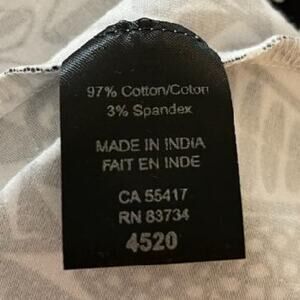 97% Cotton/Coton
3% Spandex
MADE IN INDIA
FAIT EN INDE
CA 55417
RN 83734
4520